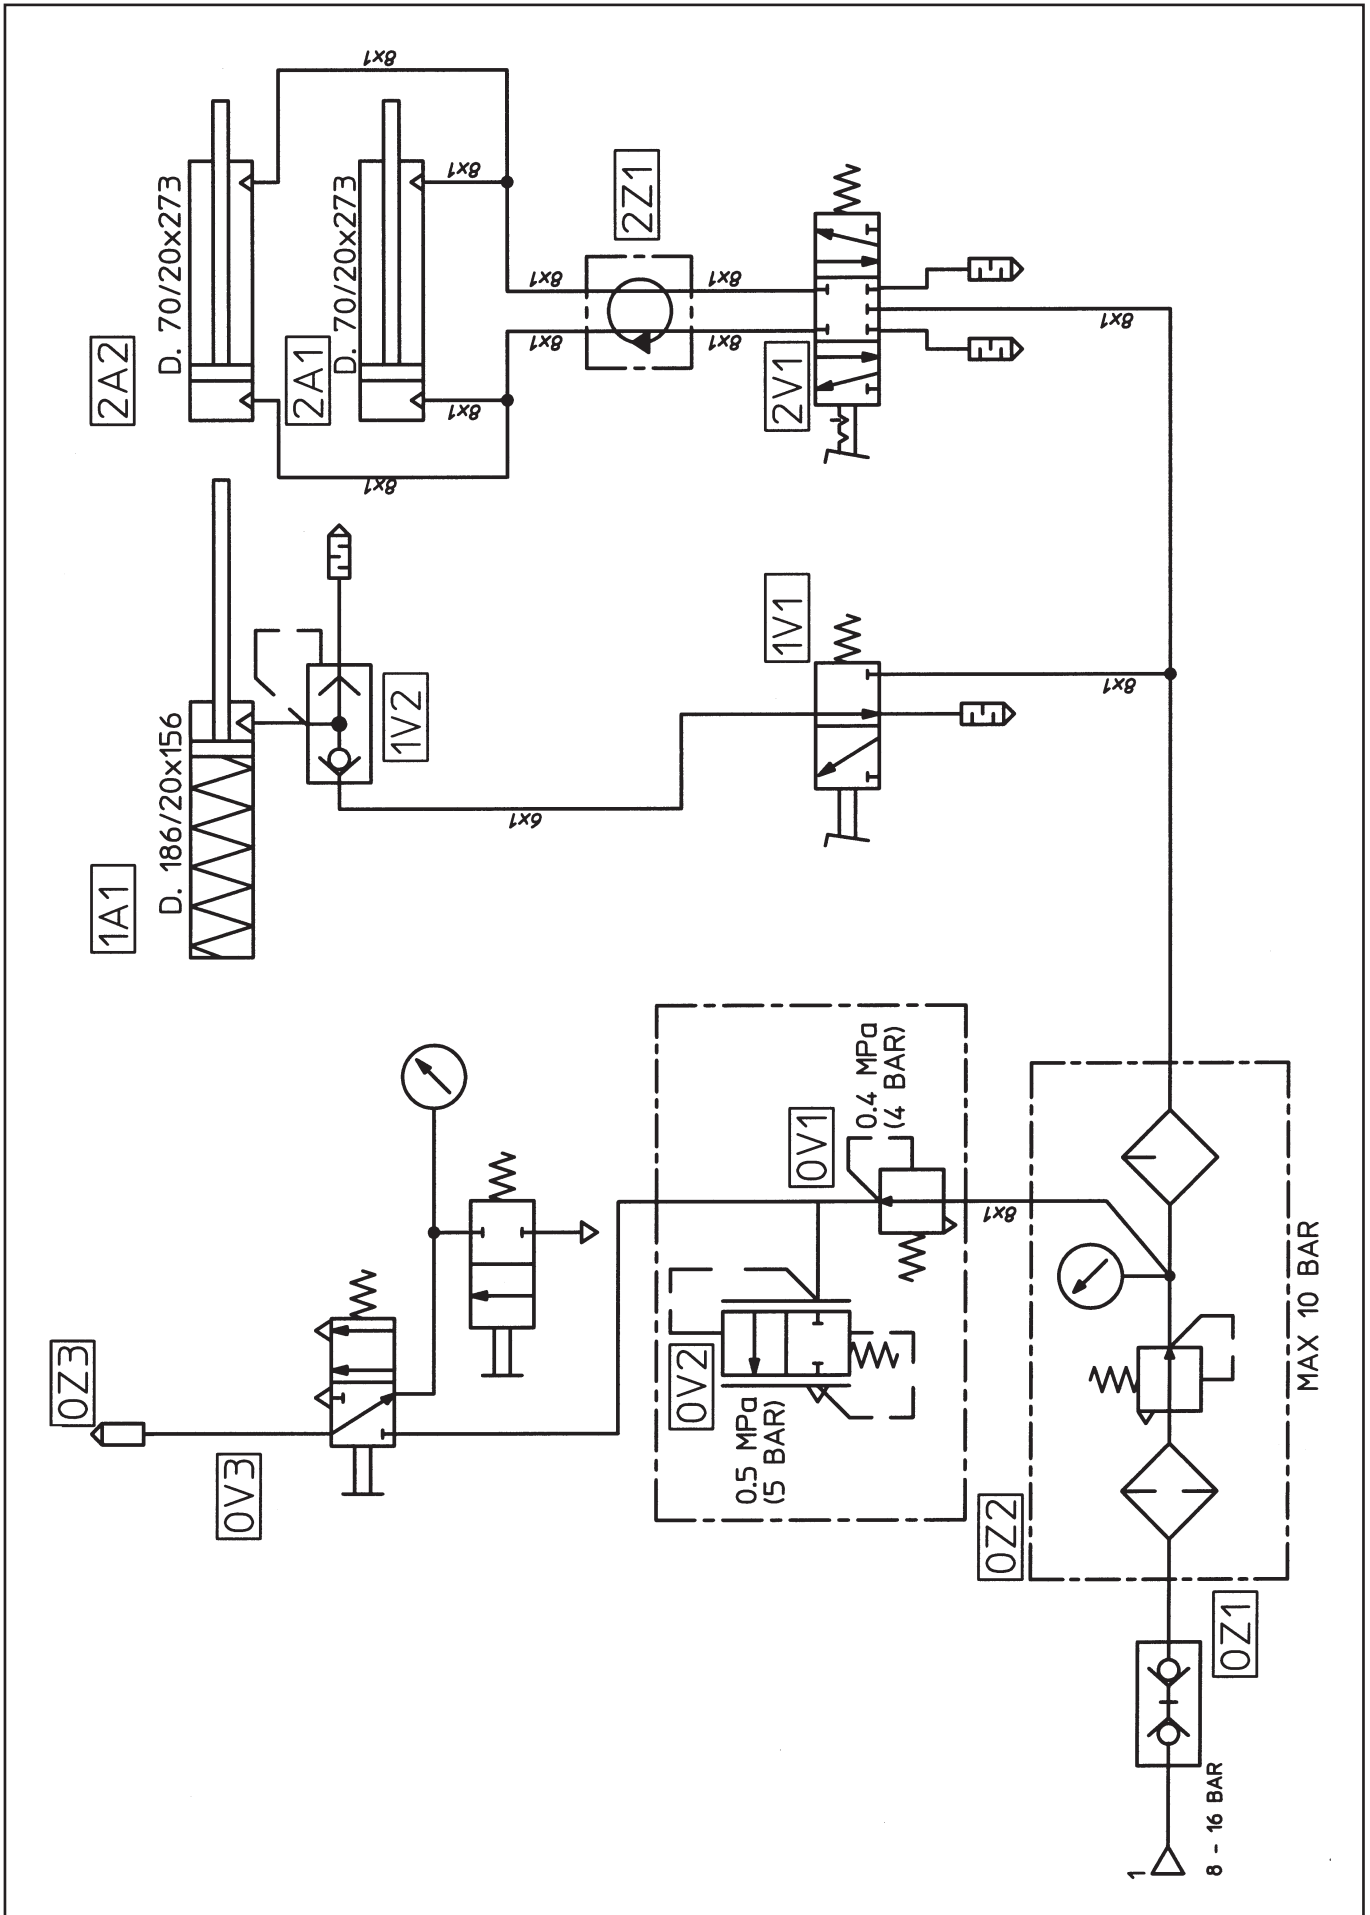 0Z3
0V3
0V2
0.5 MPa
(5 BAR)
0V1
0.4 MPa
(4 BAR)
8x1
0Z2
MAX 10 BAR
0Z1
1
8 - 16 BAR
1A1
D. 186/20x156
1V2
6x1
1V1
8x1
2A2
D. 70/20x273
2A1
D. 70/20x273
8x1
8x1
8x1
8x1
8x1
8x1
2Z1
8x1
8x1
2V1
8x1